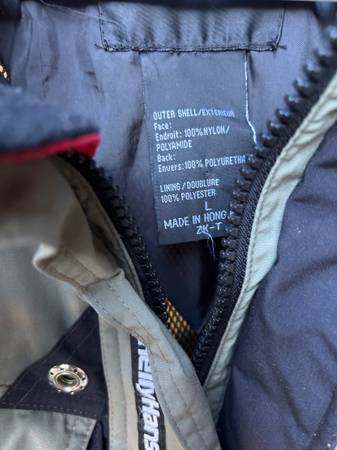 OUTER SHELL/EXTERIEUR
Face:
Endroit: 100% NYLON/
POLYAMIDE
Back:
Envers: 100% POLYURETHA
LINING/DOUBLURE
100% POLYESTER
L
MADE IN HONG
ZK-T
HellyHans